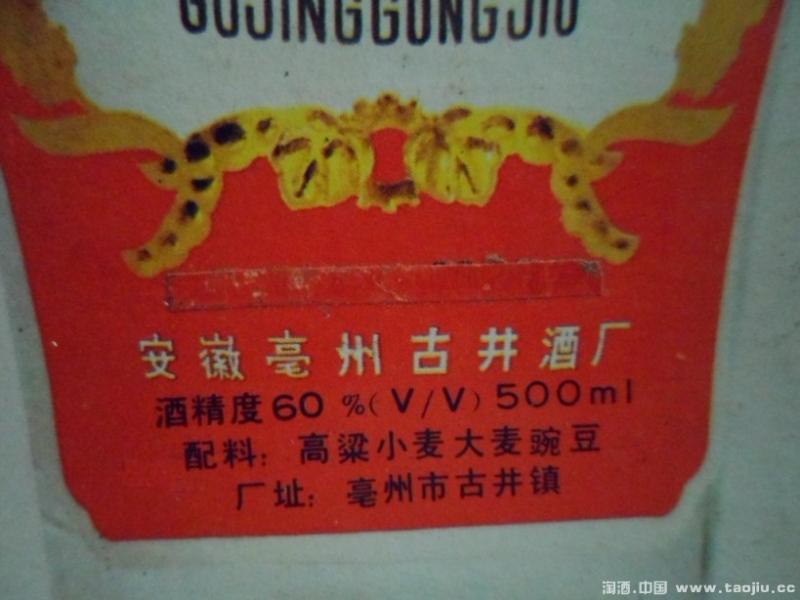 GUJINGGONGJIU
安徽亳州古井酒厂
酒精度60 %(V/V) 500ml
配料：高粱小麦大麦豌豆
厂址：亳州市古井镇
淘酒.中国 www.taojiu.cc